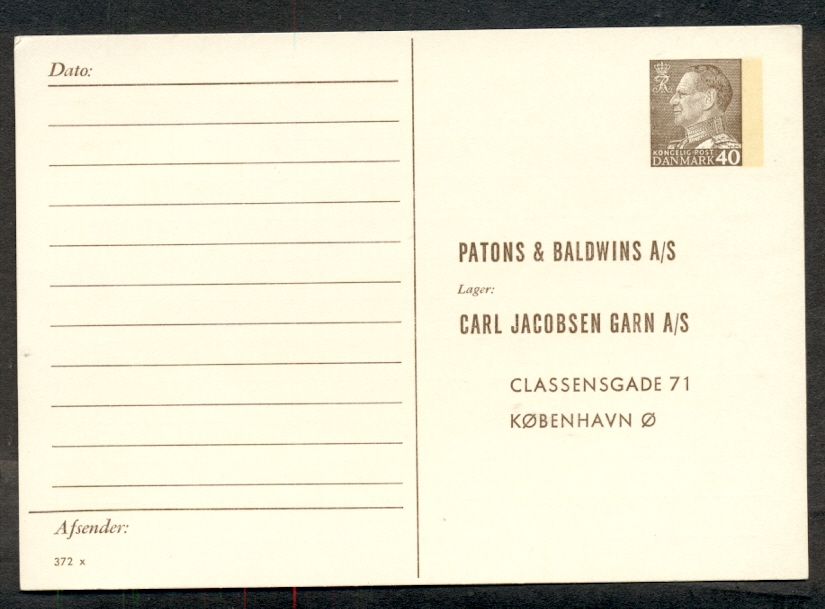 Dato:
Afsender:
372 x
KONGELIG POST
DANMARK 40
PATONS & BALDWINS A/S
Lager:
CARL JACOBSEN GARN A/S
CLASSENSGADE 71
KØBENHAVN Ø